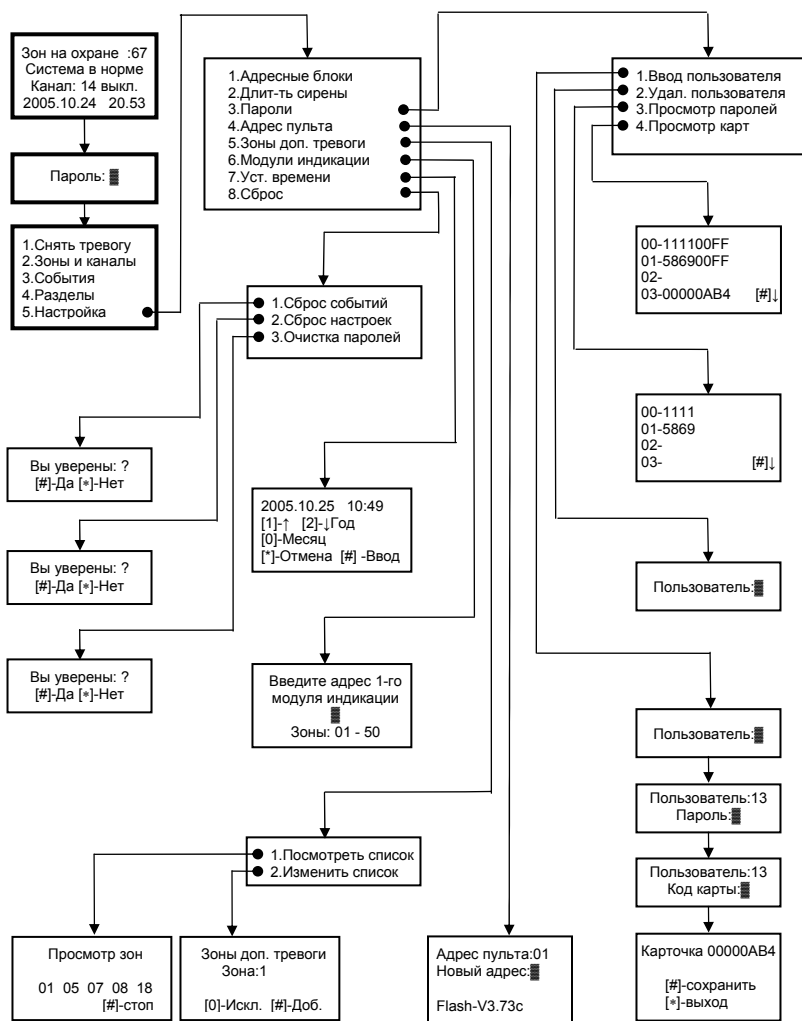 Зон на охране :67
Система в норме
Канал: 14 выкл.
2005.10.24 20.53
Пароль:
1.Снять тревогу
2.Зоны и каналы
3.События
4.Разделы
5.Настройка
1.Адресные блоки
2.Длит-ть сирены
3.Пароли
4.Адрес пульта
5.Зоны доп. тревоги
6.Модули индикации
7.Уст. времени
8.Сброс
1.Ввод пользователя
2.Удал. пользователя
3.Просмотр паролей
4.Просмотр карт
00-111100FF
01-586900FF
02-
03-00000AB4 [#]↓
1.Сброс событий
2.Сброс настроек
3.Очистка паролей
00-1111
01-5869
02-
03- [#]↓
Вы уверены: ?
[#]-Да [*]-Нет
2005.10.25 10:49
[1]-↑ [2]-↓Год
[0]-Месяц
[*]-Отмена [#] -Ввод
Вы уверены: ?
[#]-Да [*]-Нет
Пользователь:
Вы уверены: ?
[#]-Да [*]-Нет
Введите адрес 1-го
модуля индикации
Зоны: 01 - 50
Пользователь:
Пользователь:13
Пароль:
1.Посмотреть список
2.Изменить список
Пользователь:13
Код карты:
Просмотр зон
01 05 07 08 18
[#]-стоп
Зоны доп. тревоги
Зона:1
[0]-Искл. [#]-Доб.
Адрес пульта:01
Новый адрес:
Flash-V3.73c
Карточка 00000AB4
[#]-сохранить
[*]-выход